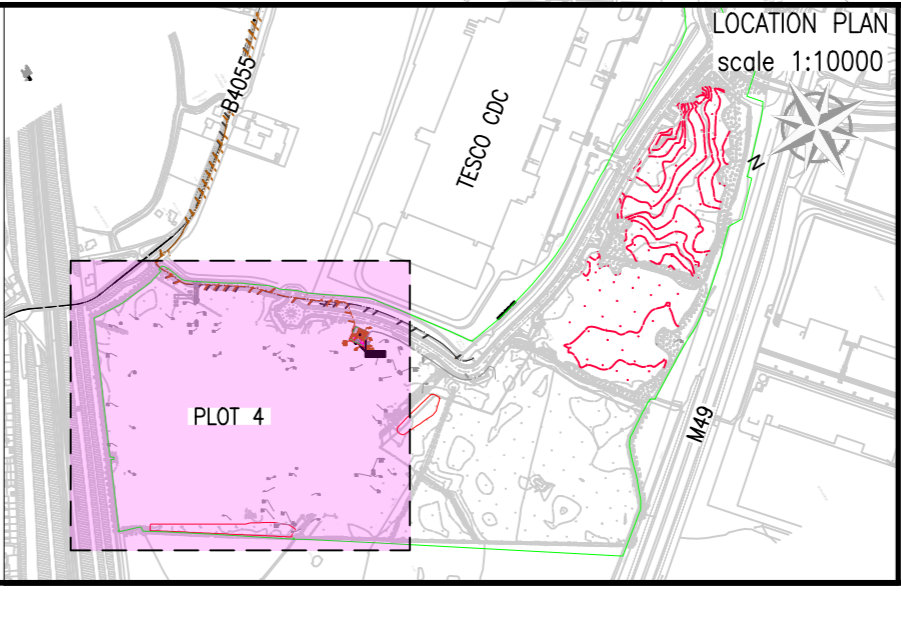 LOCATION PLAN
scale 1:10000
B4055
TESCO CDC
N
PLOT 4
M49